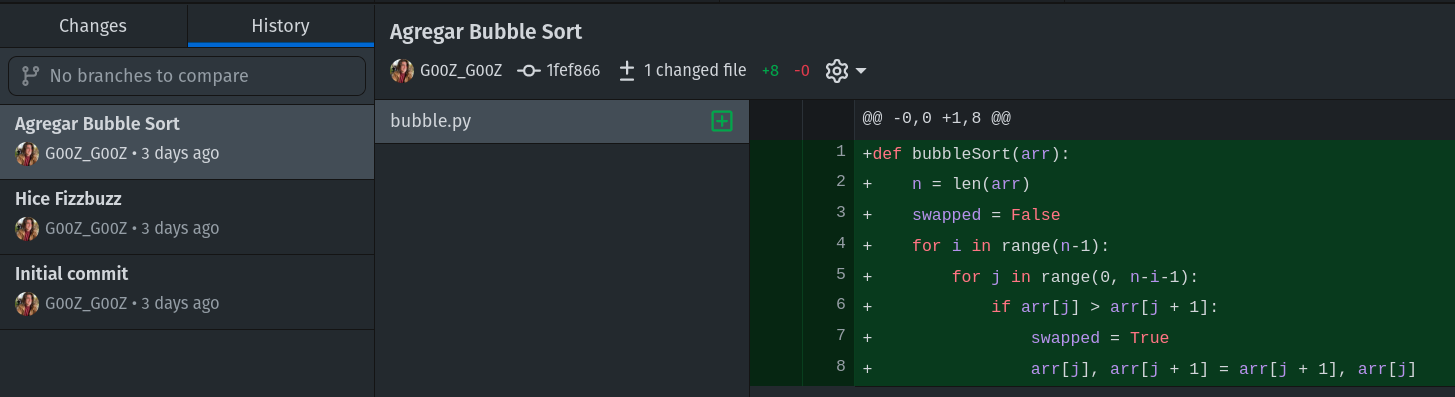 Changes
History
No branches to compare
Agregar Bubble Sort
G00Z_G00Z • 3 days ago
Hice Fizzbuzz
G00Z_G00Z • 3 days ago
Initial commit
G00Z_G00Z • 3 days ago
Agregar Bubble Sort
G00Z_G00Z 1fef866 1 changed file +8 -0
bubble.py
@@ -0,0 +1,8 @@
1 +def bubbleSort(arr):
2 +    n = len(arr)
3 +    swapped = False
4 +    for i in range(n-1):
5 +        for j in range(0, n-i-1):
6 +            if arr[j] > arr[j + 1]:
7 +                swapped = True
8 +                arr[j], arr[j + 1] = arr[j + 1], arr[j]